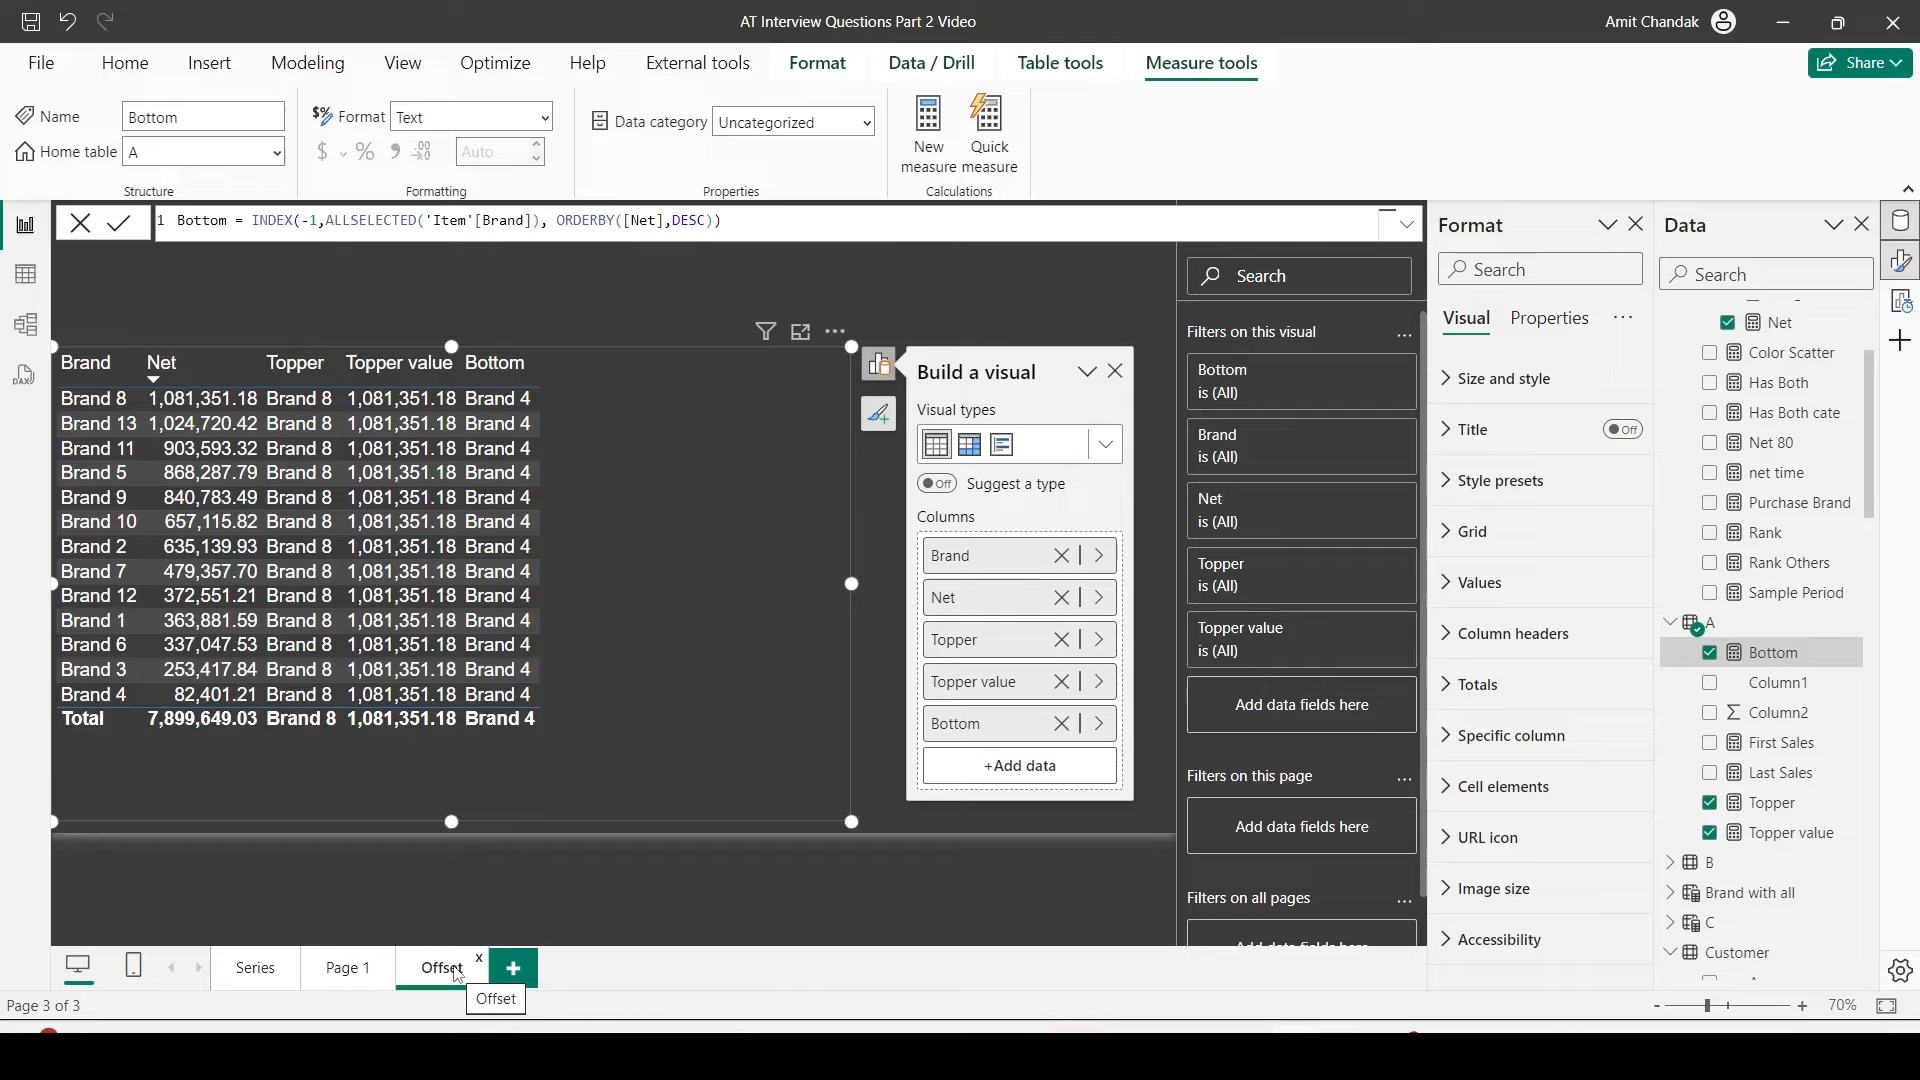 AT Interview Questions Part 2 Video
Amit Chandak
File Home Insert Modeling View Optimize Help External tools Format Data / Drill Table tools Measure tools
Share
Name Bottom
Home table A
Structure
$% Format Text
$ % 9 .00 Auto
Formatting
Data category Uncategorized
Properties
New measure
Quick measure
Calculations
1 Bottom = INDEX(-1,ALLSELECTED('Item'[Brand]), ORDERBY([Net],DESC))
Brand Net Topper Topper value Bottom
Brand 8 1,081,351.18 Brand 8 1,081,351.18 Brand 4
Brand 13 1,024,720.42 Brand 8 1,081,351.18 Brand 4
Brand 11 903,593.32 Brand 8 1,081,351.18 Brand 4
Brand 5 868,287.79 Brand 8 1,081,351.18 Brand 4
Brand 9 840,783.49 Brand 8 1,081,351.18 Brand 4
Brand 10 657,115.82 Brand 8 1,081,351.18 Brand 4
Brand 2 635,139.93 Brand 8 1,081,351.18 Brand 4
Brand 7 479,357.70 Brand 8 1,081,351.18 Brand 4
Brand 12 372,551.21 Brand 8 1,081,351.18 Brand 4
Brand 1 363,881.59 Brand 8 1,081,351.18 Brand 4
Brand 6 337,047.53 Brand 8 1,081,351.18 Brand 4
Brand 3 253,417.84 Brand 8 1,081,351.18 Brand 4
Brand 4 82,401.21 Brand 8 1,081,351.18 Brand 4
Total 7,899,649.03 Brand 8 1,081,351.18 Brand 4
Build a visual
Visual types
Off Suggest a type
Columns
Brand
Net
Topper
Topper value
Bottom
+Add data
Search
Filters on this visual
Bottom
is (All)
Brand
is (All)
Net
is (All)
Topper
is (All)
Topper value
is (All)
Add data fields here
Filters on this page
Add data fields here
Filters on all pages
Format
Search
Visual Properties
Size and style
Title Off
Style presets
Grid
Values
Column headers
Totals
Specific column
Cell elements
URL icon
Image size
Accessibility
Data
Search
Net
Color Scatter
Has Both
Has Both cate
Net 80
net time
Purchase Brand
Rank
Rank Others
Sample Period
A
Bottom
Column1
Column2
First Sales
Last Sales
Topper
Topper value
B
Brand with all
C
Customer
DAX
Series Page 1 Offset x
Offset
Page 3 of 3
- + 70%